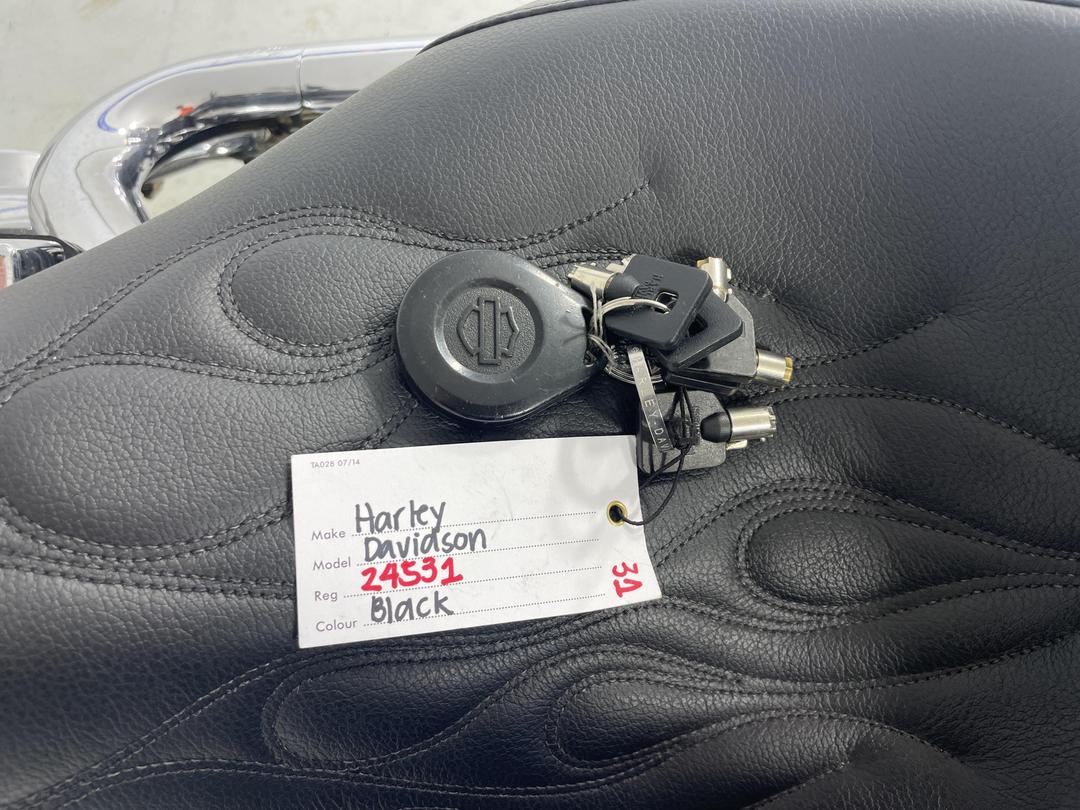 TA028 07/14
Make Harley
Model Davidson
Reg 24531
Colour Black
31